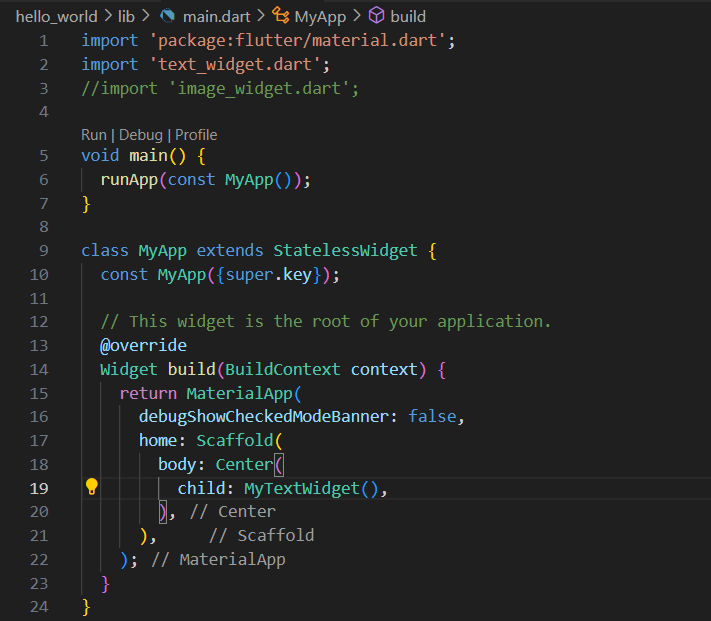 hello_world > lib > main.dart > MyApp > build
1 import 'package:flutter/material.dart';
2 import 'text_widget.dart';
3 //import 'image_widget.dart';
4
Run | Debug | Profile
5 void main() {
6   runApp(const MyApp());
7 }
8
9 class MyApp extends StatelessWidget {
10   const MyApp({super.key});
11
12   // This widget is the root of your application.
13   @override
14   Widget build(BuildContext context) {
15     return MaterialApp(
16       debugShowCheckedModeBanner: false,
17       home: Scaffold(
18         body: Center(
19           child: MyTextWidget(),
20         ), // Center
21       ),      // Scaffold
22     ); // MaterialApp
23   }
24 }